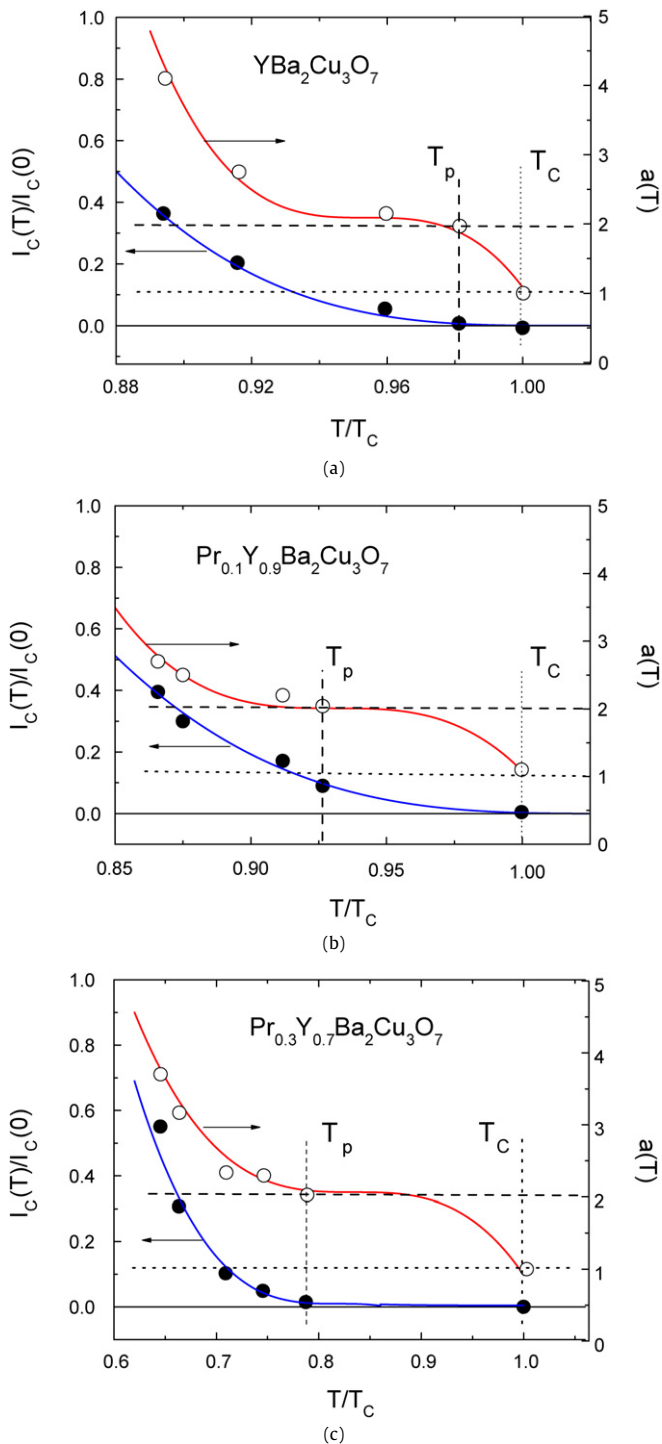 YBa2Cu3O7
Tp
TC
IC(T)/IC(0)
a(T)
1.0
0.8
0.6
0.4
0.2
0.0
5
4
3
2
1
0
0.88
0.92
0.96
1.00
T/TC
(a)
Pr0.1Y0.9Ba2Cu3O7
Tp
TC
IC(T)/IC(0)
a(T)
1.0
0.8
0.6
0.4
0.2
0.0
5
4
3
2
1
0
0.85
0.90
0.95
1.00
T/TC
(b)
Pr0.3Y0.7Ba2Cu3O7
Tp
TC
IC(T)/IC(0)
a(T)
1.0
0.8
0.6
0.4
0.2
0.0
5
4
3
2
1
0
0.6
0.7
0.8
0.9
1.0
T/TC
(c)